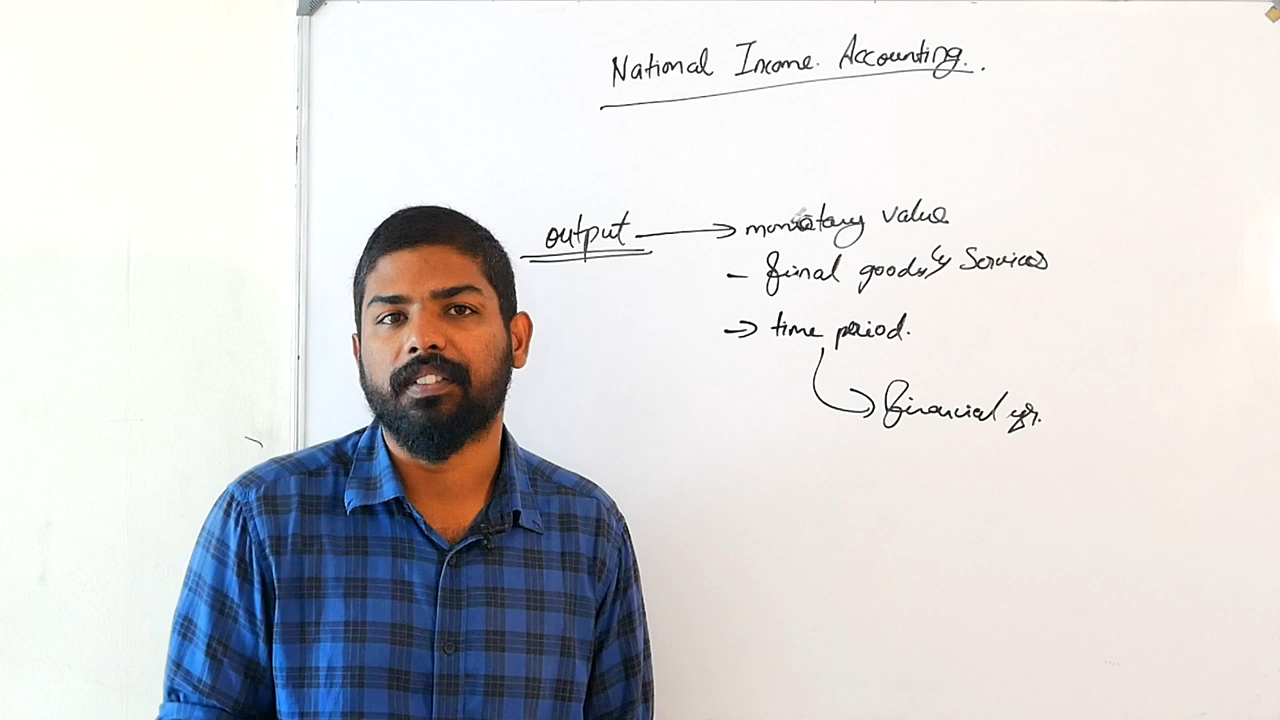 National Income Accounting.
output → monetary value
- final goods & services
→ time period.
financial yr.